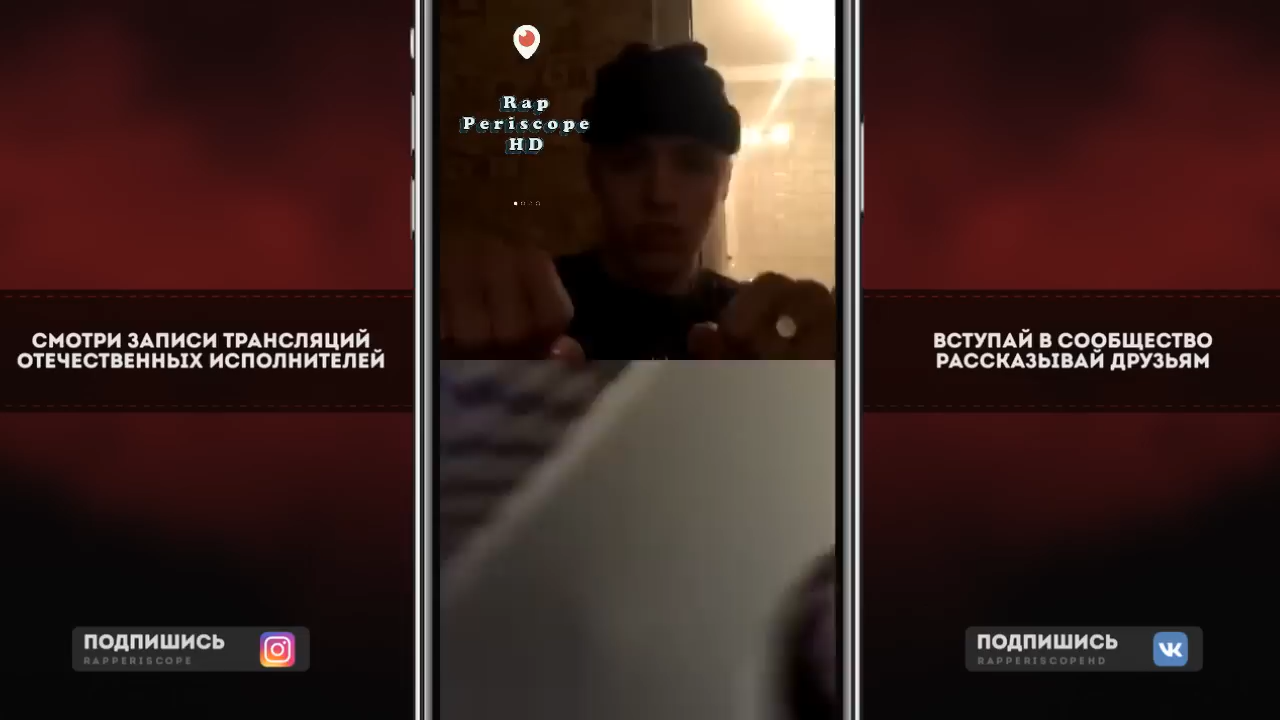 Rap
Periscope
HD
СМОТРИ ЗАПИСИ ТРАНСЛЯЦИЙ
ОТЕЧЕСТВЕННЫХ ИСПОЛНИТЕЛЕЙ
ВСТУПАЙ В СООБЩЕСТВО
РАССКАЗЫВАЙ ДРУЗЬЯМ
ПОДПИШИСЬ
RAPPERISCOPE
ПОДПИШИСЬ
RAPPERISCOPEHD